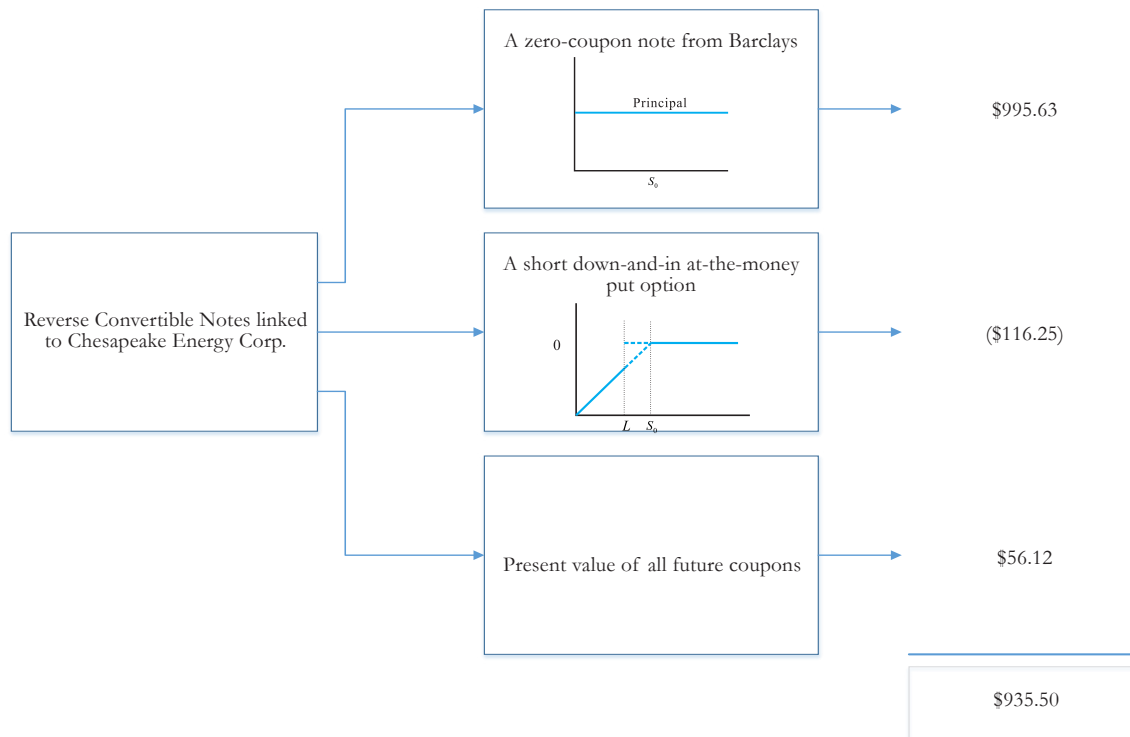 A zero-coupon note from Barclays
Principal
S₀
$995.63
Reverse Convertible Notes linked
to Chesapeake Energy Corp.
A short down-and-in at-the-money
put option
0
L S₀
($116.25)
Present value of all future coupons
$56.12
$935.50